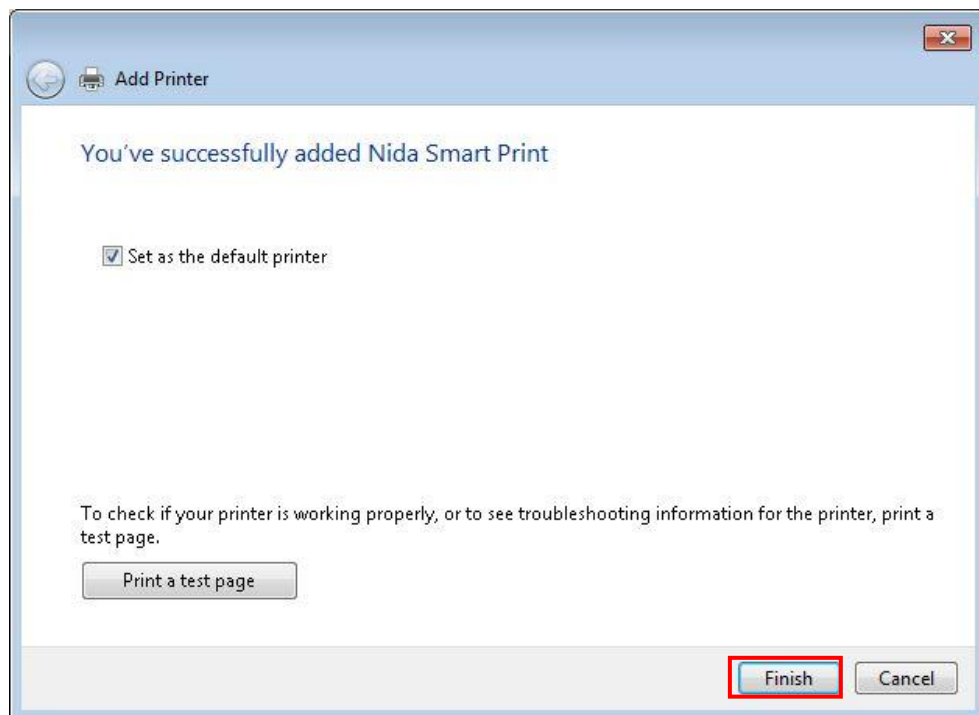 Add Printer
You've successfully added Nida Smart Print
Set as the default printer
To check if your printer is working properly, or to see troubleshooting information for the printer, print a
test page.
Print a test page
Finish
Cancel